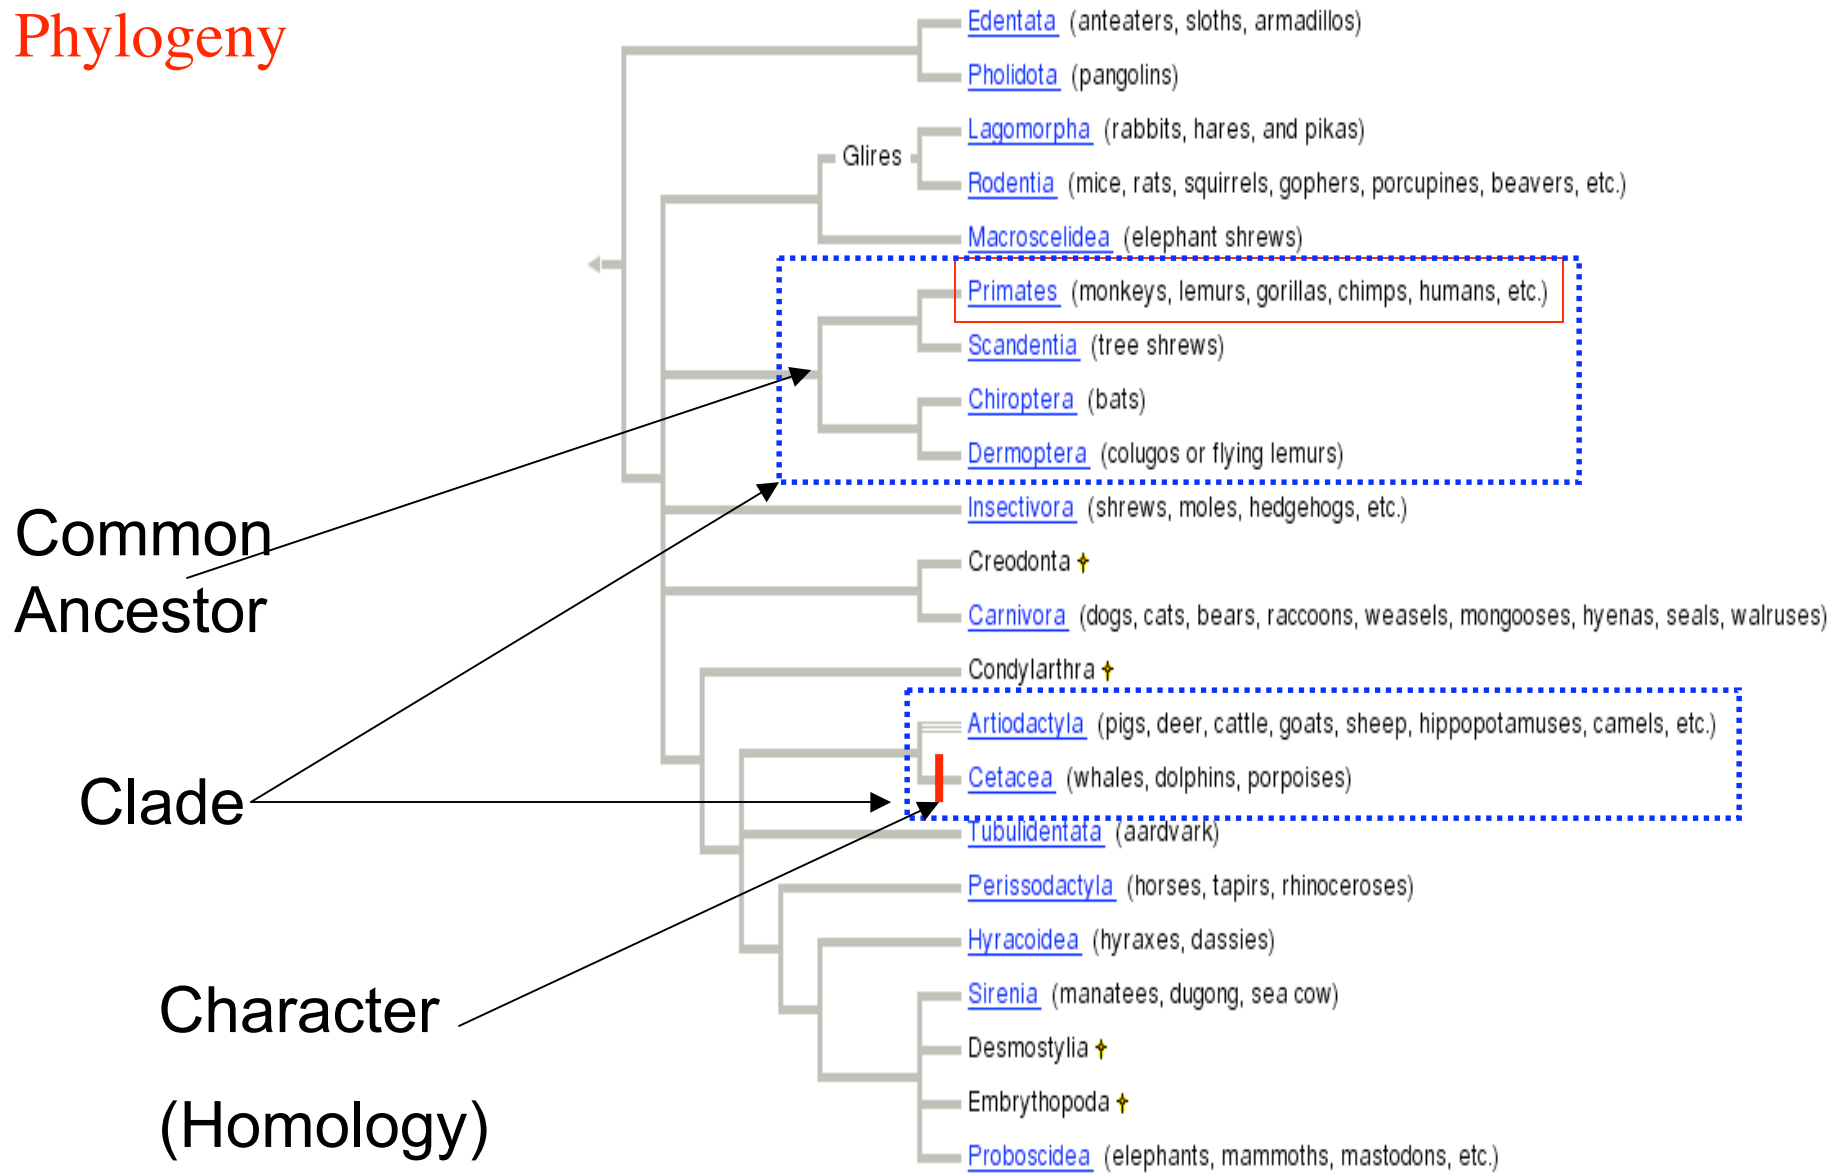 Phylogeny
Edentata (anteaters, sloths, armadillos)
Pholidota (pangolins)
Lagomorpha (rabbits, hares, and pikas)
Glires
Rodentia (mice, rats, squirrels, gophers, porcupines, beavers, etc.)
Macroscelidea (elephant shrews)
Primates (monkeys, lemurs, gorillas, chimps, humans, etc.)
Scandentia (tree shrews)
Chiroptera (bats)
Dermoptera (colugos or flying lemurs)
Insectivora (shrews, moles, hedgehogs, etc.)
Common
Ancestor
Creodonta
Carnivora (dogs, cats, bears, raccoons, weasels, mongooses, hyenas, seals, walruses)
Condylarthra
Artiodactyla (pigs, deer, cattle, goats, sheep, hippopotamuses, camels, etc.)
Cetacea (whales, dolphins, porpoises)
Clade
Tubulidentata (aardvark)
Perissodactyla (horses, tapirs, rhinoceroses)
Hyracoidea (hyraxes, dassies)
Sirenia (manatees, dugong, sea cow)
Character
(Homology)
Desmostylia
Embrythopoda
Proboscidea (elephants, mammoths, mastodons, etc.)